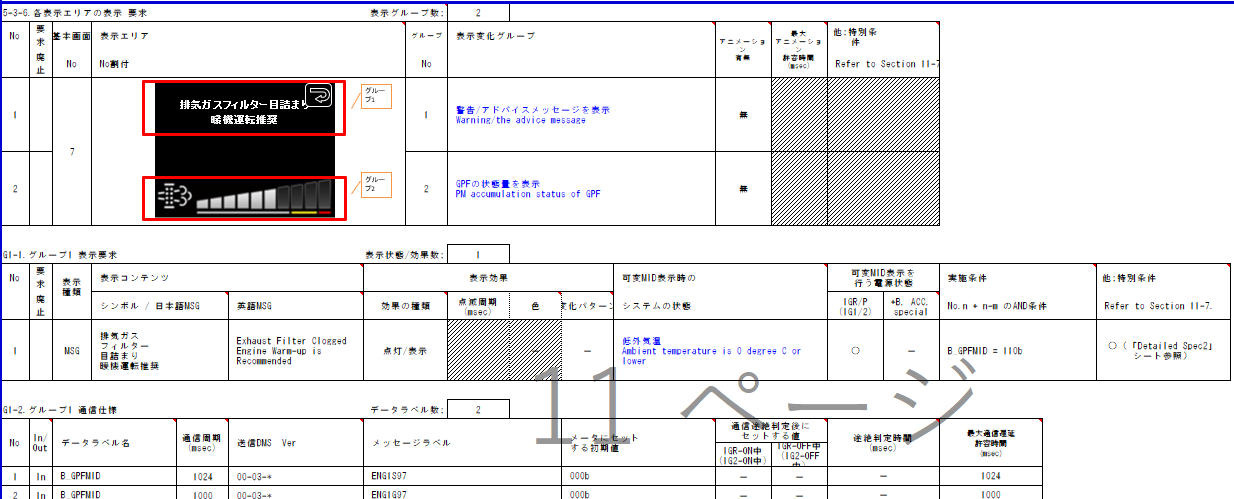 5-3-6.各表示エリアの表示 要求 表示グループ数: 2
No 要求廃止 基本画面 No 表示エリア No割付 グループ No 表示変化グループ アニメーション有無 最大アニメーション許容時間 (msec) 他:特別条件 Refer to Section 11-7
1 7 排気ガスフィルター目詰まり 暖機運転推奨 グループ1 1 警告/アドバイスメッセージを表示 無
Warning/the advice message
2 グループ2 2 GPFの状態量を表示 無
PM accumulation status of GPF
G1-1.グループ1 表示要求 表示状態/効果数: 1
No 要求廃止 表示種類 表示コンテンツ 表示効果 可変MID表示時の システムの状態 可変MID表示を行う電源状態 実施条件 他:特別条件
シンボル / 日本語MSG 英語MSG 効果の種類 点滅周期 (msec) 色 変化パターン IGR/P (IG1/2) +B, ACC, special No.n + n-m のAND条件 Refer to Section 11-7.
1 MSG 排気ガス フィルター 目詰まり 暖機運転推奨 Exhaust Filter Clogged Engine Warm-up is Recommended 点灯/表示 － － 低外気温 Ambient temperature is 0 degree C or lower ○ － B_GPFMID = 110b ○ (「Detailed Spec2」シート参照)
11 ページ
G1-2.グループ1 通信仕様 データラベル数: 2
No In/Out データラベル名 通信周期 (msec) 送信DMS Ver メッセージラベル メータにセットする初期値 通信途絶判定後にセットする値 IGR-ON中 (IG2-ON中) IGR-OFF中 (IG2-OFF中) 途絶判定時間 (msec) 最大通信遅延許容時間 (msec)
1 In B_GPFMID 1024 00-03-* ENG1S97 000b － － － 1024
2 In B_GPFMID 1000 00-03-* ENG1G97 000b － － － 1000